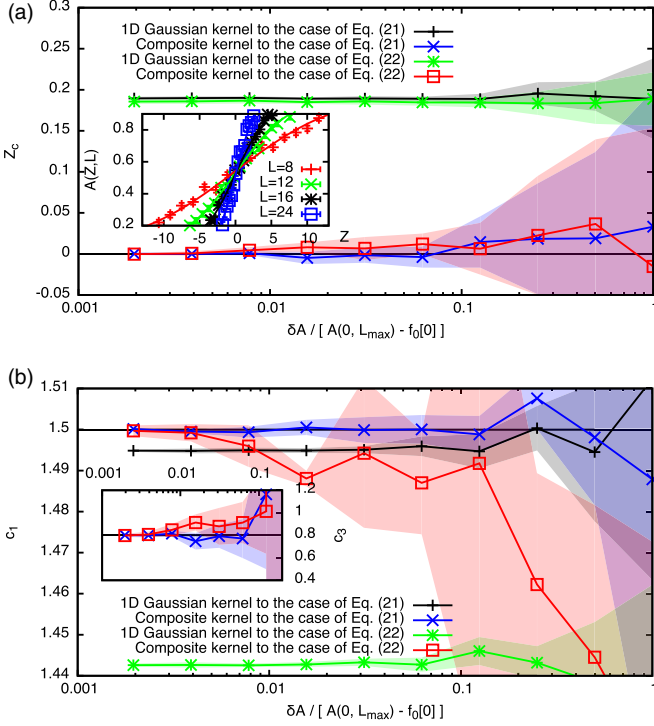 (a)
1D Gaussian kernel to the case of Eq. (21)
Composite kernel to the case of Eq. (21)
1D Gaussian kernel to the case of Eq. (22)
Composite kernel to the case of Eq. (22)
0.3
0.25
0.2
0.15
0.1
0.05
0
-0.05
Z_c
0.8
0.6
0.4
0.2
A(Z,L)
L=8
L=12
L=16
L=24
-10 -5 0 5 10
Z
0.001 0.01 0.1 1
δA / [ A(0, L_max) - f_0[0] ]
(b)
1.51
1.5
1.49
1.48
1.47
1.46
1.45
1.44
c_1
0.001 0.01 0.1
1.2
1
0.8
0.6
0.4
c_3
1D Gaussian kernel to the case of Eq. (21)
Composite kernel to the case of Eq. (21)
1D Gaussian kernel to the case of Eq. (22)
Composite kernel to the case of Eq. (22)
0.001 0.01 0.1 1
δA / [ A(0, L_max) - f_0[0] ]